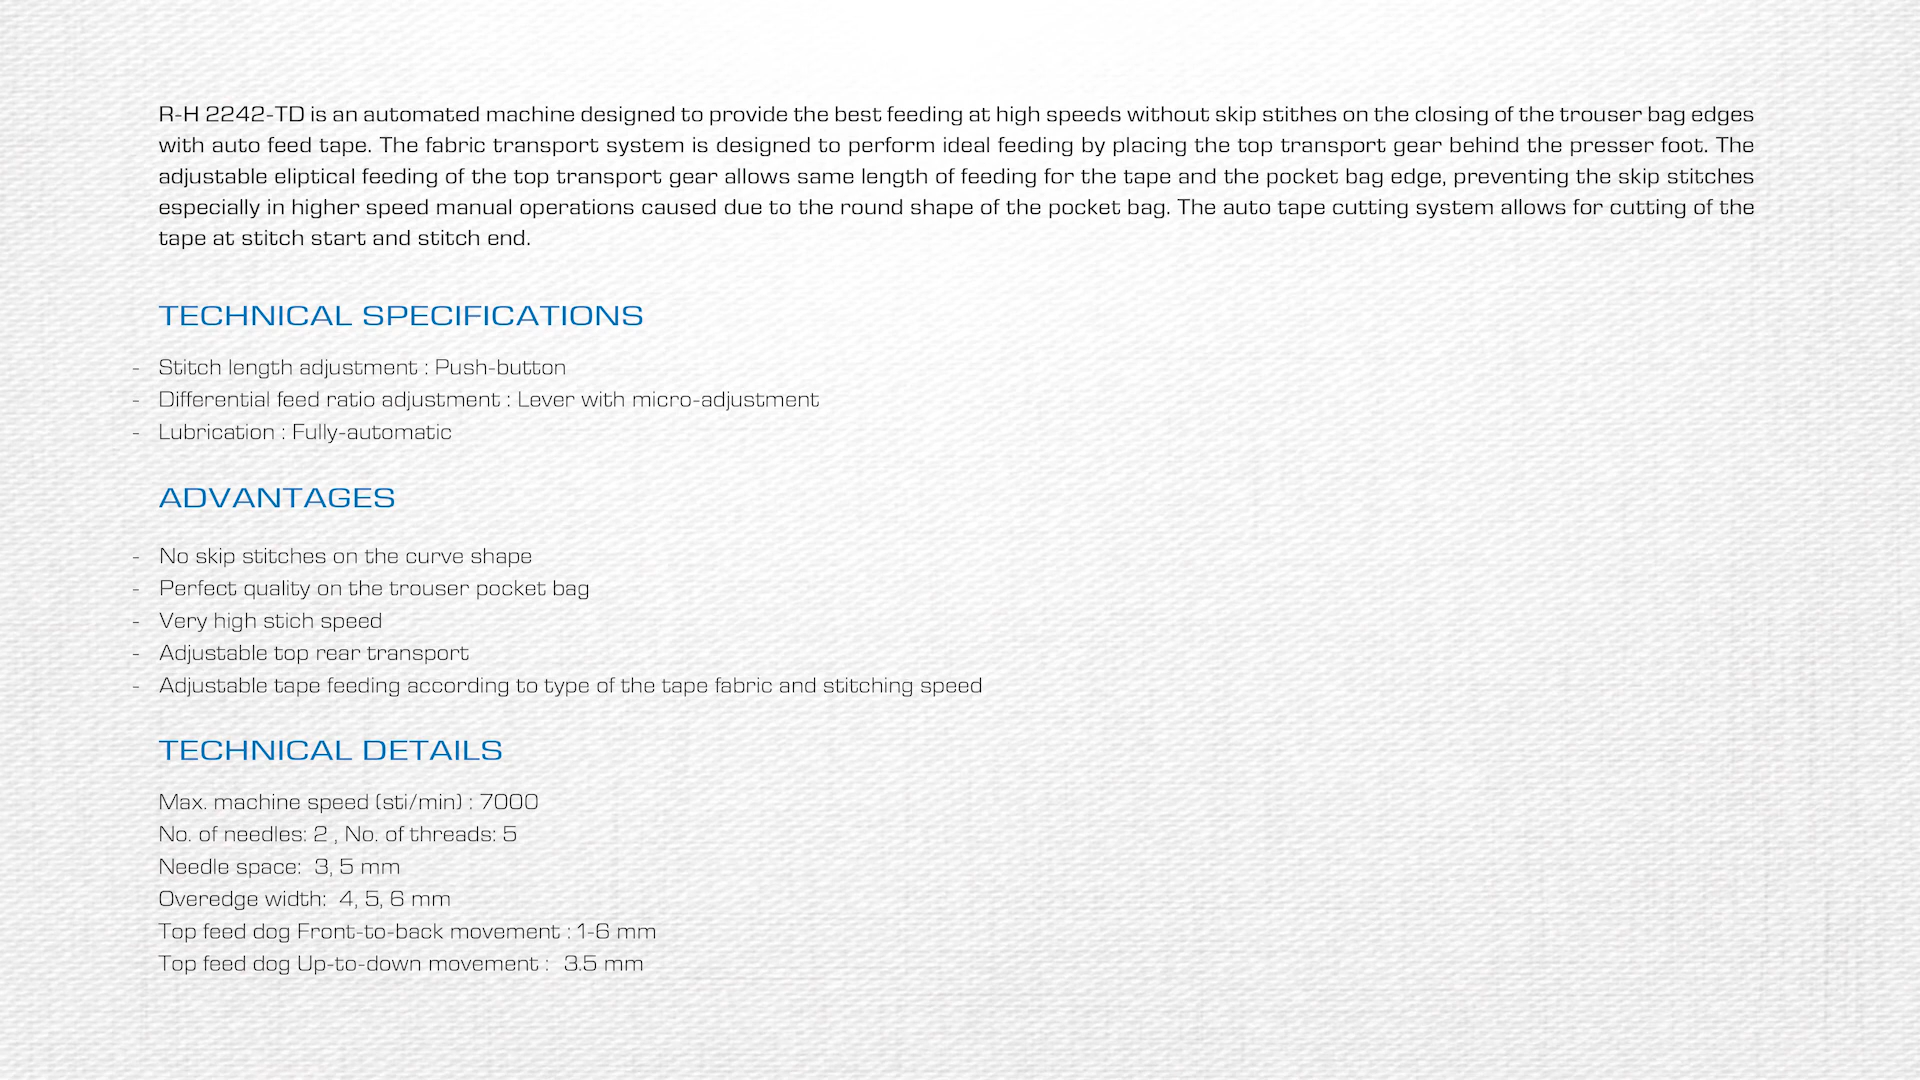 R-H 2242-TD is an automated machine designed to provide the best feeding at high speeds without skip stithes on the closing of the trouser bag edges
with auto feed tape. The fabric transport system is designed to perform ideal feeding by placing the top transport gear behind the presser foot. The
adjustable eliptical feeding of the top transport gear allows same length of feeding for the tape and the pocket bag edge, preventing the skip stitches
especially in higher speed manual operations caused due to the round shape of the pocket bag. The auto tape cutting system allows for cutting of the
tape at stitch start and stitch end.
TECHNICAL SPECIFICATIONS
- Stitch length adjustment : Push-button
- Differential feed ratio adjustment : Lever with micro-adjustment
- Lubrication : Fully-automatic
ADVANTAGES
- No skip stitches on the curve shape
- Perfect quality on the trouser pocket bag
- Very high stich speed
- Adjustable top rear transport
- Adjustable tape feeding according to type of the tape fabric and stitching speed
TECHNICAL DETAILS
Max. machine speed (sti/min) : 7000
No. of needles: 2 , No. of threads: 5
Needle space: 3, 5 mm
Overedge width: 4, 5, 6 mm
Top feed dog Front-to-back movement : 1-6 mm
Top feed dog Up-to-down movement : 3.5 mm